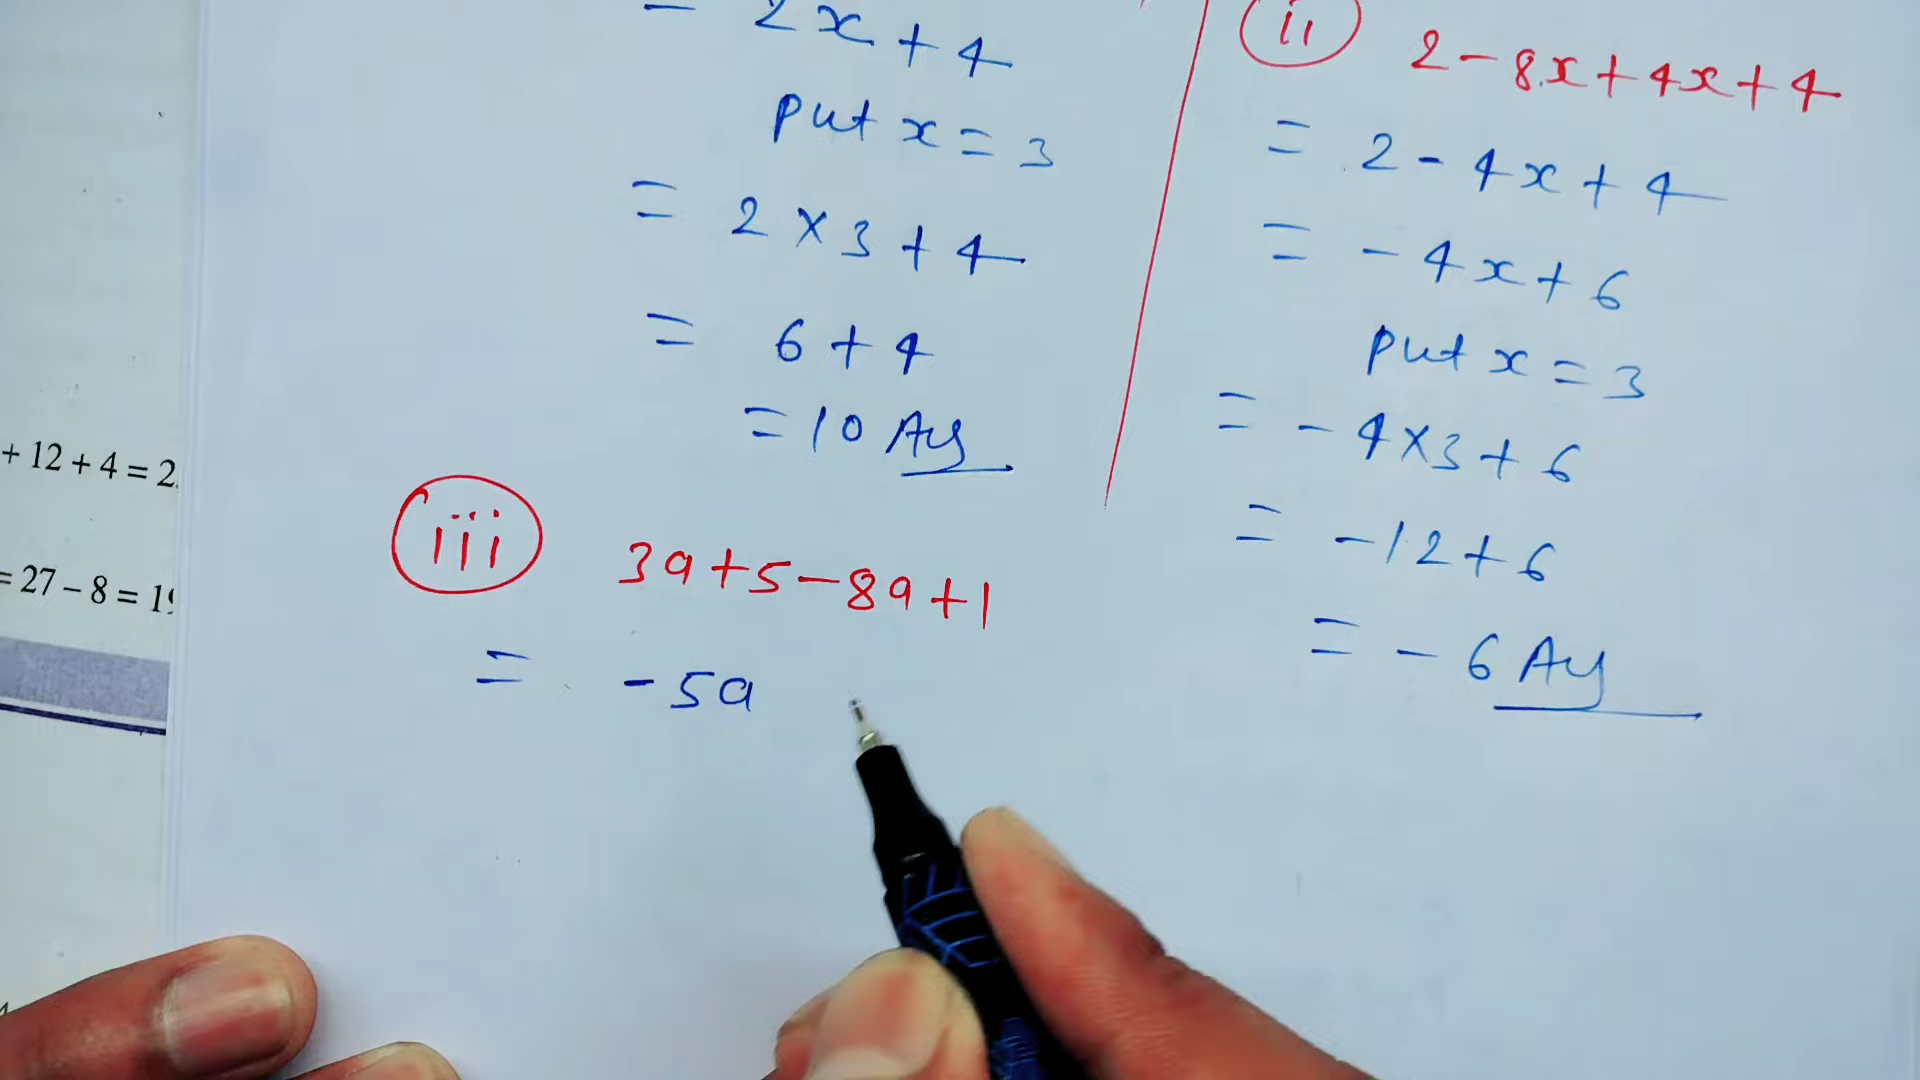 = 2x + 4
put x = 3
= 2 × 3 + 4
= 6 + 4
= 10 Ay
ii 2 - 8x + 4x + 4
= 2 - 4x + 4
= - 4x + 6
put x = 3
= - 4 × 3 + 6
= - 12 + 6
= - 6 Ay
iii 3a + 5 - 8a + 1
= - 5a
+ 12 + 4 = 2
= 27 – 8 = 19